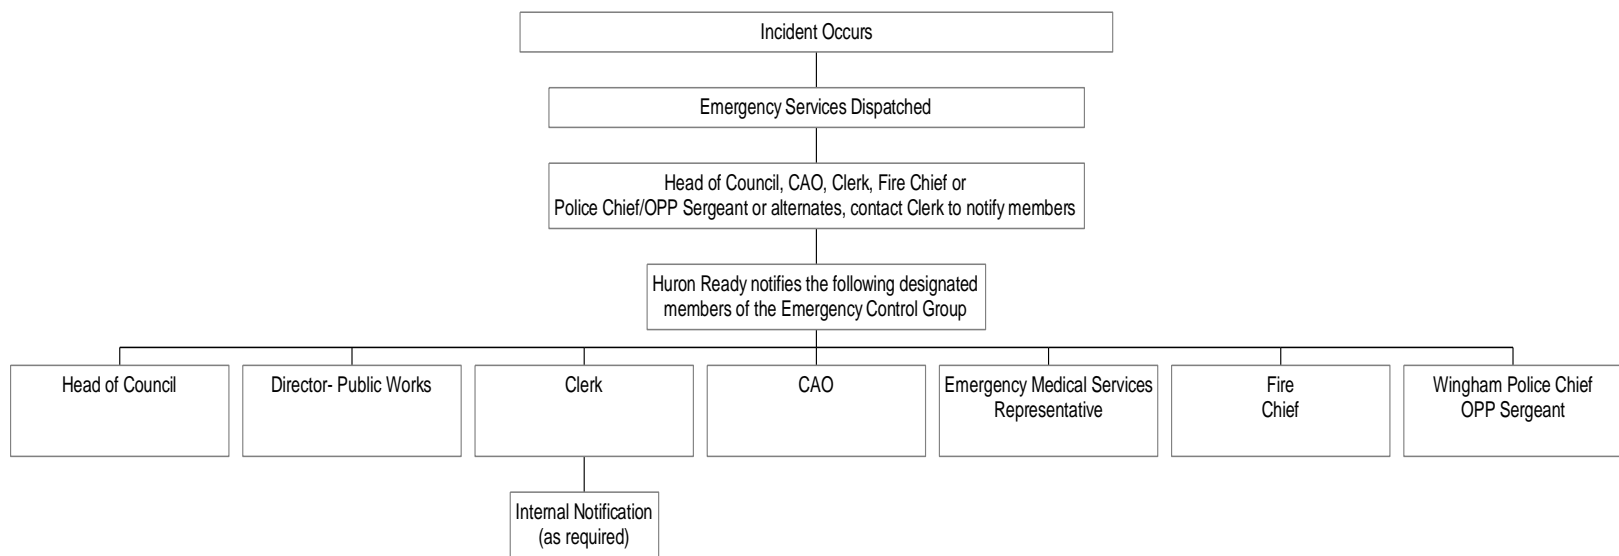 Incident Occurs
Emergency Services Dispatched
Head of Council, CAO, Clerk, Fire Chief or
Police Chief/OPP Sergeant or alternates, contact Clerk to notify members
Huron Ready notifies the following designated
members of the Emergency Control Group
Head of Council
Director- Public Works
Clerk
CAO
Emergency Medical Services
Representative
Fire
Chief
Wingham Police Chief
OPP Sergeant
Internal Notification
(as required)